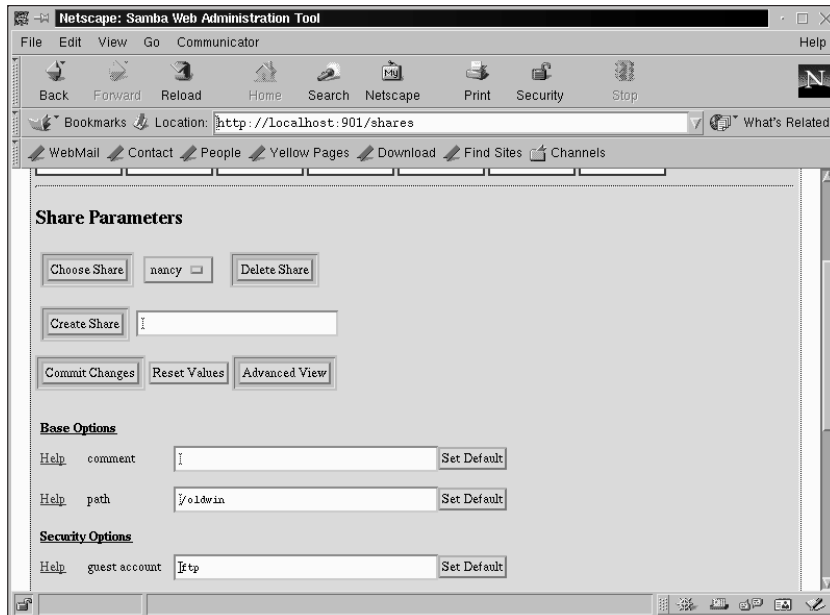 Netscape: Samba Web Administration Tool
File Edit View Go Communicator Help
My N
Back Forward Reload Home Search Netscape Print Security Stop
Bookmarks Location: http://localhost:901/shares What's Related
WebMail Contact People Yellow Pages Download Find Sites Channels
Share Parameters
Choose Share nancy Delete Share
Create Share
Commit Changes Reset Values Advanced View
Base Options
Help comment Set Default
Help path /oldwin Set Default
Security Options
Help guest account ftp Set Default